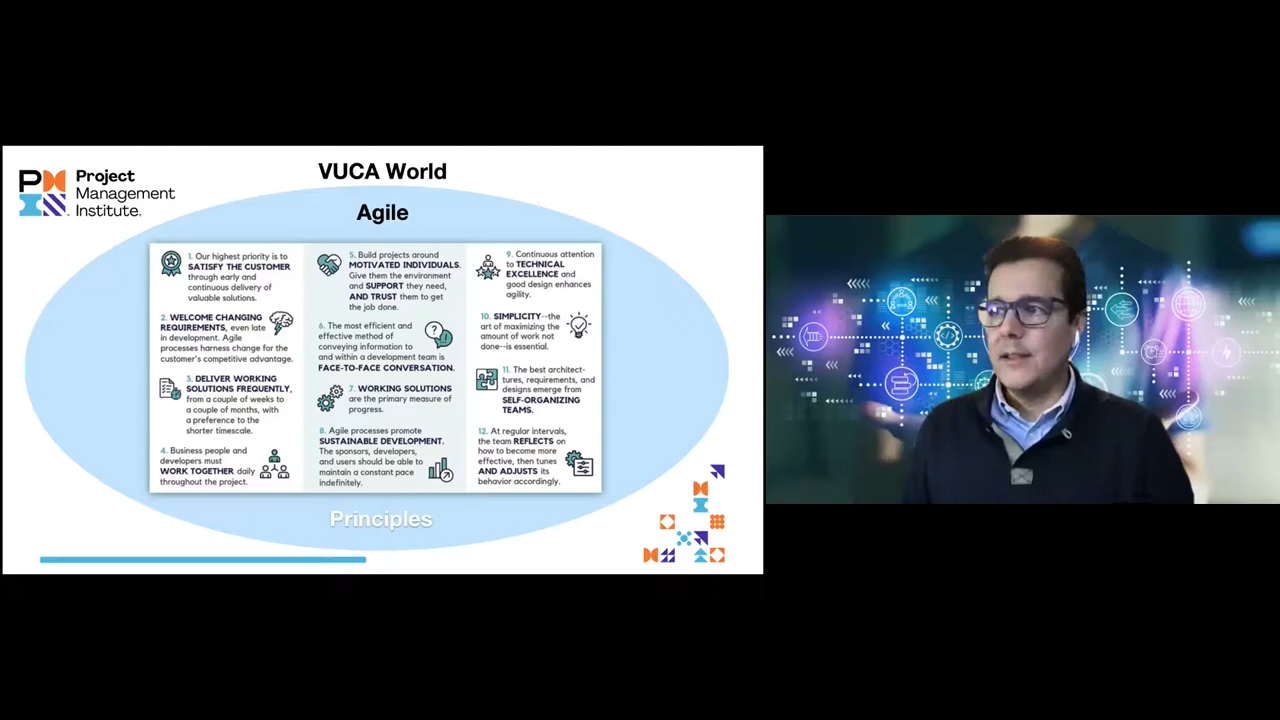 Project
Management
Institute.
VUCA World
Agile
1. Our highest priority is to
SATISFY THE CUSTOMER
through early and
continuous delivery of
valuable solutions.
2. WELCOME CHANGING
REQUIREMENTS, even late
in development. Agile
processes harness change for the
customer's competitive advantage.
3. DELIVER WORKING
SOLUTIONS FREQUENTLY,
from a couple of weeks to
a couple of months, with
a preference to the
shorter timescale.
4. Business people and
developers must
WORK TOGETHER daily
throughout the project.
5. Build projects around
MOTIVATED INDIVIDUALS.
Give them the environment
and SUPPORT they need,
AND TRUST them to get
the job done.
6. The most efficient and
effective method of
conveying information to
and within a development team is
FACE-TO-FACE CONVERSATION.
7. WORKING SOLUTIONS
are the primary measure of
progress.
8. Agile processes promote
SUSTAINABLE DEVELOPMENT.
The sponsors, developers,
and users should be able to
maintain a constant pace
indefinitely.
9. Continuous attention
to TECHNICAL
EXCELLENCE and
good design enhances
agility.
10. SIMPLICITY--the
art of maximizing the
amount of work not
done--is essential.
11. The best architect-
tures, requirements, and
designs emerge from
SELF-ORGANIZING
TEAMS.
12. At regular intervals,
the team REFLECTS on
how to become more
effective, then tunes
AND ADJUSTS its
behavior accordingly.
Principles